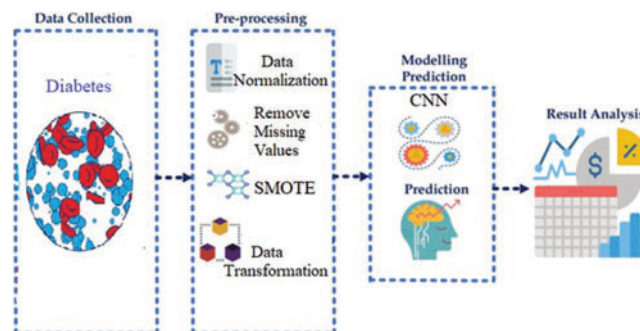 Data Collection
Diabetes
Pre-processing
T
Data
Normalization
Remove
Missing
Values
SMOTE
Data
Transformation
Modelling
Prediction
CNN
Prediction
Result Analysis
$
%